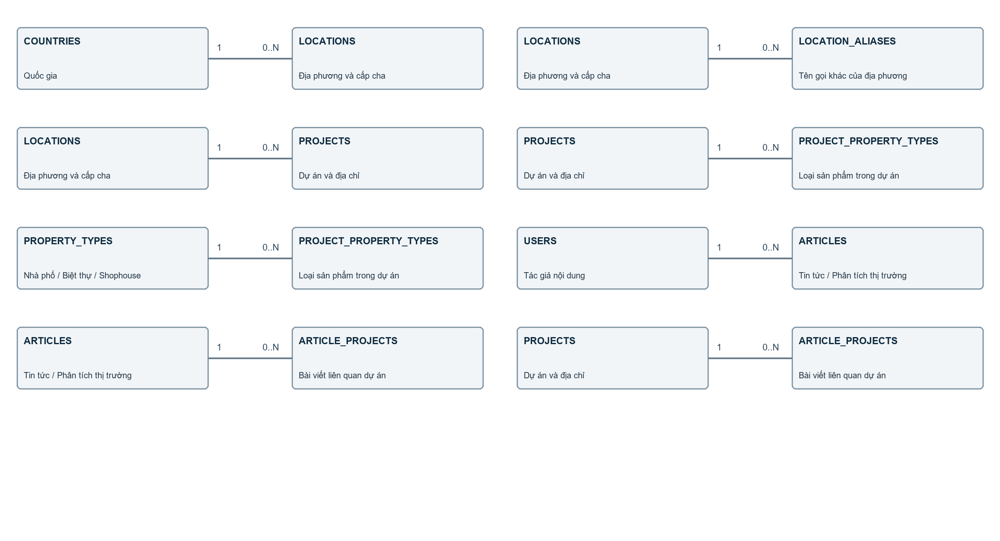 COUNTRIES
1
0..N
LOCATIONS
Quốc gia
Địa phương và cấp cha
LOCATIONS
1
0..N
LOCATION_ALIASES
Địa phương và cấp cha
Tên gọi khác của địa phương
LOCATIONS
1
0..N
PROJECTS
Địa phương và cấp cha
Dự án và địa chỉ
PROJECTS
1
0..N
PROJECT_PROPERTY_TYPES
Dự án và địa chỉ
Loại sản phẩm trong dự án
PROPERTY_TYPES
1
0..N
PROJECT_PROPERTY_TYPES
Nhà phố / Biệt thự / Shophouse
Loại sản phẩm trong dự án
USERS
1
0..N
ARTICLES
Tác giả nội dung
Tin tức / Phân tích thị trường
ARTICLES
1
0..N
ARTICLE_PROJECTS
Tin tức / Phân tích thị trường
Bài viết liên quan dự án
PROJECTS
1
0..N
ARTICLE_PROJECTS
Dự án và địa chỉ
Bài viết liên quan dự án